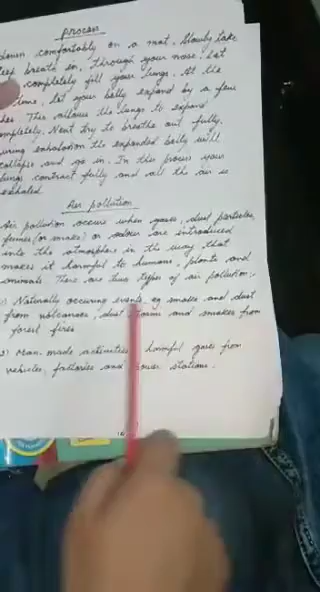 Process
down comfortably on a mat. Slowly take
deep breath in, through your nose. Let
completely fill your lungs. At the
time, let your belly expand by a few
This allows the lungs to expand
completely. Next try to breathe out fully.
During exhalation the expanded belly will
collapse and go in. In this process your
lungs contract fully and all the air is
exhaled.
Air pollution
Air pollution occurs when gases, dust particles,
fumes (or smoke) or odour are introduced
into the atmosphere in the way that
makes it harmful to humans, plants and
animals. There are two types of air pollution:-
1) Naturally occuring events, eg smoke and dust
from volcanoes, dust storms and smokes from
forest fires
2) Man-made activities harmful gases from
vehicles, factories and power stations.